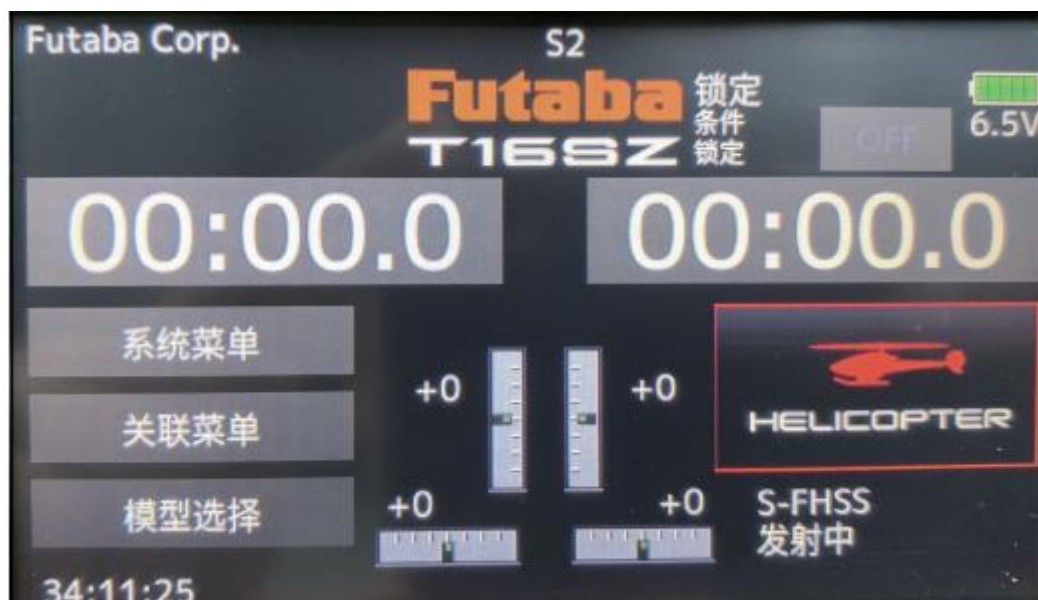 Futaba Corp.
S2
Futaba
T16SZ
锁定
条件
锁定
OFF
6.5V
00:00.0
00:00.0
系统菜单
关联菜单
模型选择
+0
+0
+0
+0
HELICOPTER
S-FHSS
发射中
34:11:25